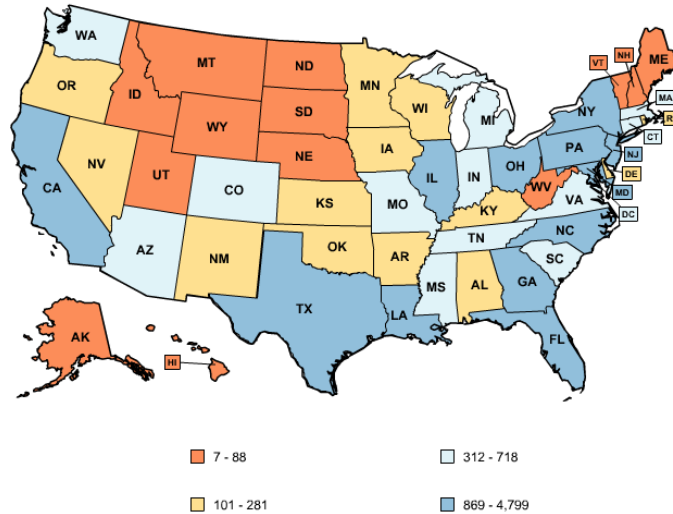 WA
MT
ND
MN
VT
NH
ME
OR
ID
SD
WI
MI
NY
MA
R
WY
CT
NV
UT
NE
IA
IL
IN
OH
PA
NJ
CA
CO
DE
MD
KS
MO
WV
VA
KY
DC
AZ
NM
OK
AR
TN
NC
SC
MS
AL
GA
TX
LA
FL
AK
HI
7 - 88
312 - 718
101 - 281
869 - 4,799